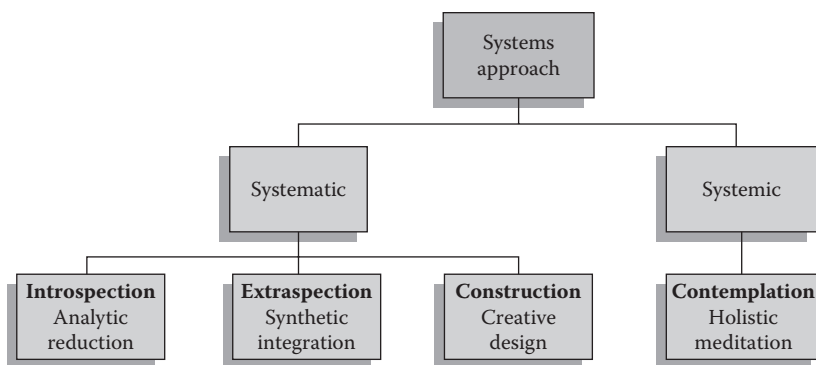 Systems
approach
Systematic
Systemic
Introspection
Analytic
reduction
Extraspection
Synthetic
integration
Construction
Creative
design
Contemplation
Holistic
meditation